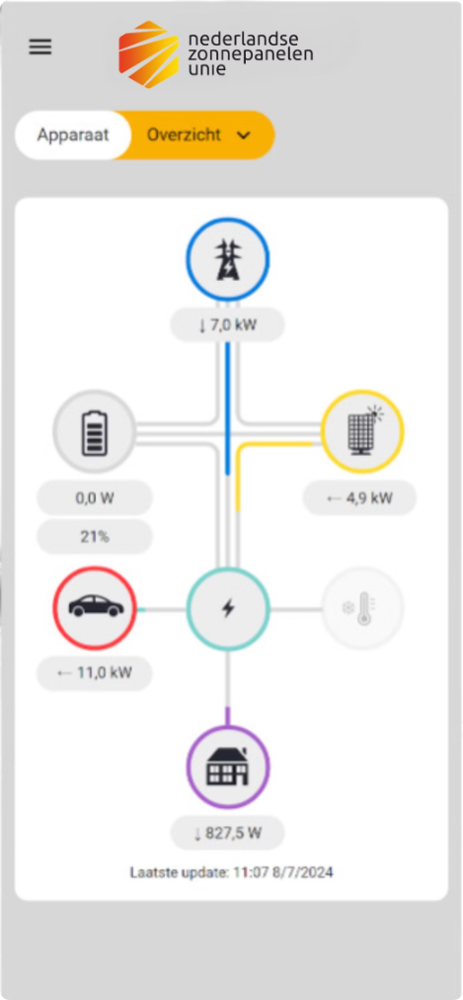 nederlandse
zonnepanelen
unie
Apparaat Overzicht
↓ 7,0 kW
0,0 W
← 4,9 kW
21%
← 11,0 kW
↓ 827,5 W
Laatste update: 11:07 8/7/2024